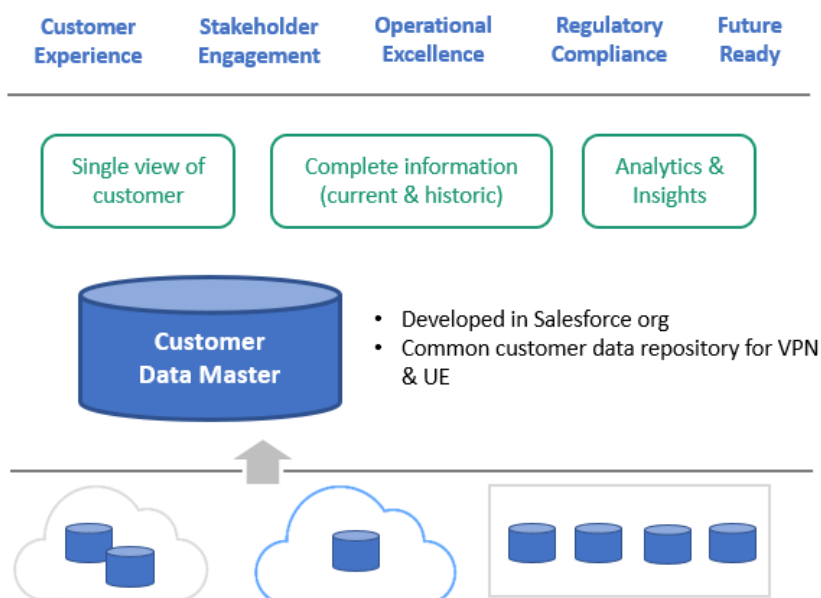 Customer Experience
Stakeholder Engagement
Operational Excellence
Regulatory Compliance
Future Ready
Single view of
customer
Complete information
(current & historic)
Analytics &
Insights
Customer
Data Master
• Developed in Salesforce org
• Common customer data repository for VPN
& UE